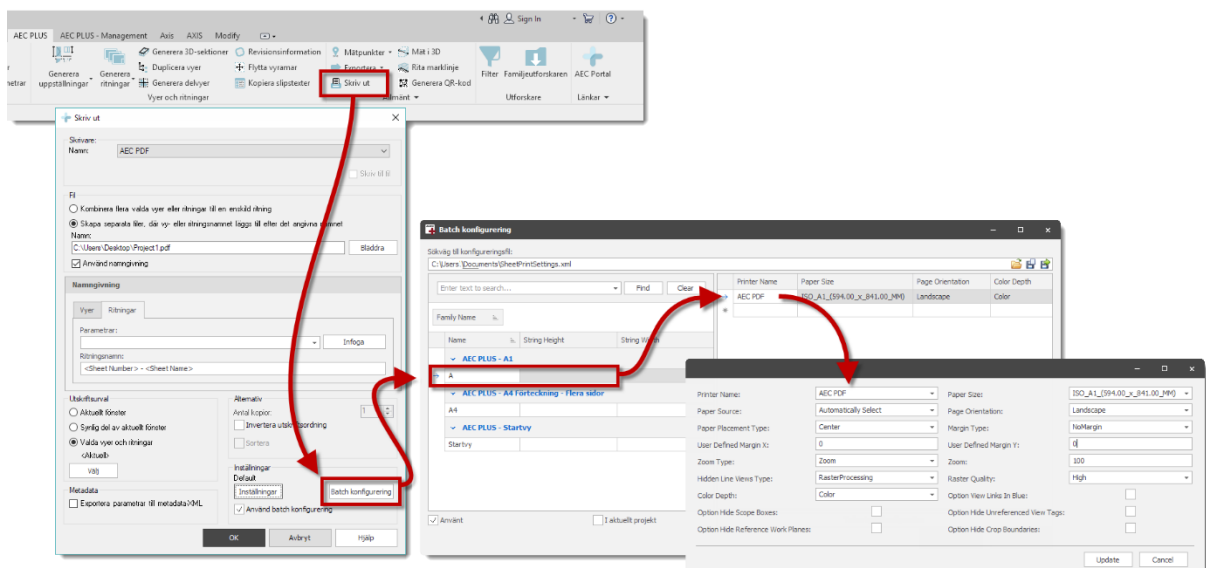 Sign In
AEC PLUS AEC PLUS - Management Axis AXIS Modify
Generera 3D-sektioner Revisionsinformation Mätpunkter Mät i 3D
Duplicera vyer Flytta vyramar Exportera Rita marklinje
Generera uppställningar Generera ritningar Generera delvyer Kopiera slipstexter Skriv ut Generera QR-kod
Filter Familjeutforskaren AEC Portal
Vyer och ritningar Utforskare Länkar
Skriv ut
Skrivare:
Namn: AEC PDF
Skriv till fil
Fil
Kombinera flera valda vyer eller ritningar till en enskild ritning
Skapa separata filer, där vy- eller ritningsnamnet läggs till efter det angivna namnet
Namn:
C:\Users\Desktop\Project1.pdf Bläddra
Använd namngivning
Namngivning
Vyer Ritningar
Parametrar:
Infoga
Ritningsnamn:
<Sheet Number> - <Sheet Name>
Utskriftsurval
Aktuellt fönster
Synlig del av aktuellt fönster
Valda vyer och ritningar
<Aktuell>
Välj
Metadata
Exportera parametrar till metadata-XML
Alternativ
Antal kopior: 1
Invertera utskriftsordning
Sortera
Inställningar
Default
Inställningar Batch konfigurering
Använd batch konfigurering
OK Avbryt Hjälp
Batch konfigurering
Sökväg till konfigureringsfil:
C:\Users\Documents\SheetPrintSettings.xml
Enter text to search... Find Clear
Family Name
Name String Height String Width
AEC PLUS - A1
A
AEC PLUS - A4 Förteckning - Flera sidor
A4
AEC PLUS - Startvy
Startvy
Använt I aktuellt projekt
Printer Name Paper Size Page Orientation Color Depth
AEC PDF ISO_A1_(594.00_x_841.00_MM) Landscape Color
Printer Name: AEC PDF Paper Size: ISO_A1_(594.00_x_841.00_MM)
Paper Source: Automatically Select Page Orientation: Landscape
Paper Placement Type: Center Margin Type: NoMargin
User Defined Margin X: 0 User Defined Margin Y: 0
Zoom Type: Zoom Zoom: 100
Hidden Line Views Type: RasterProcessing Raster Quality: High
Color Depth: Color Option View Links In Blue:
Option Hide Scope Boxes: Option Hide Unreferenced View Tags:
Option Hide Reference Work Planes: Option Hide Crop Boundaries:
Update Cancel